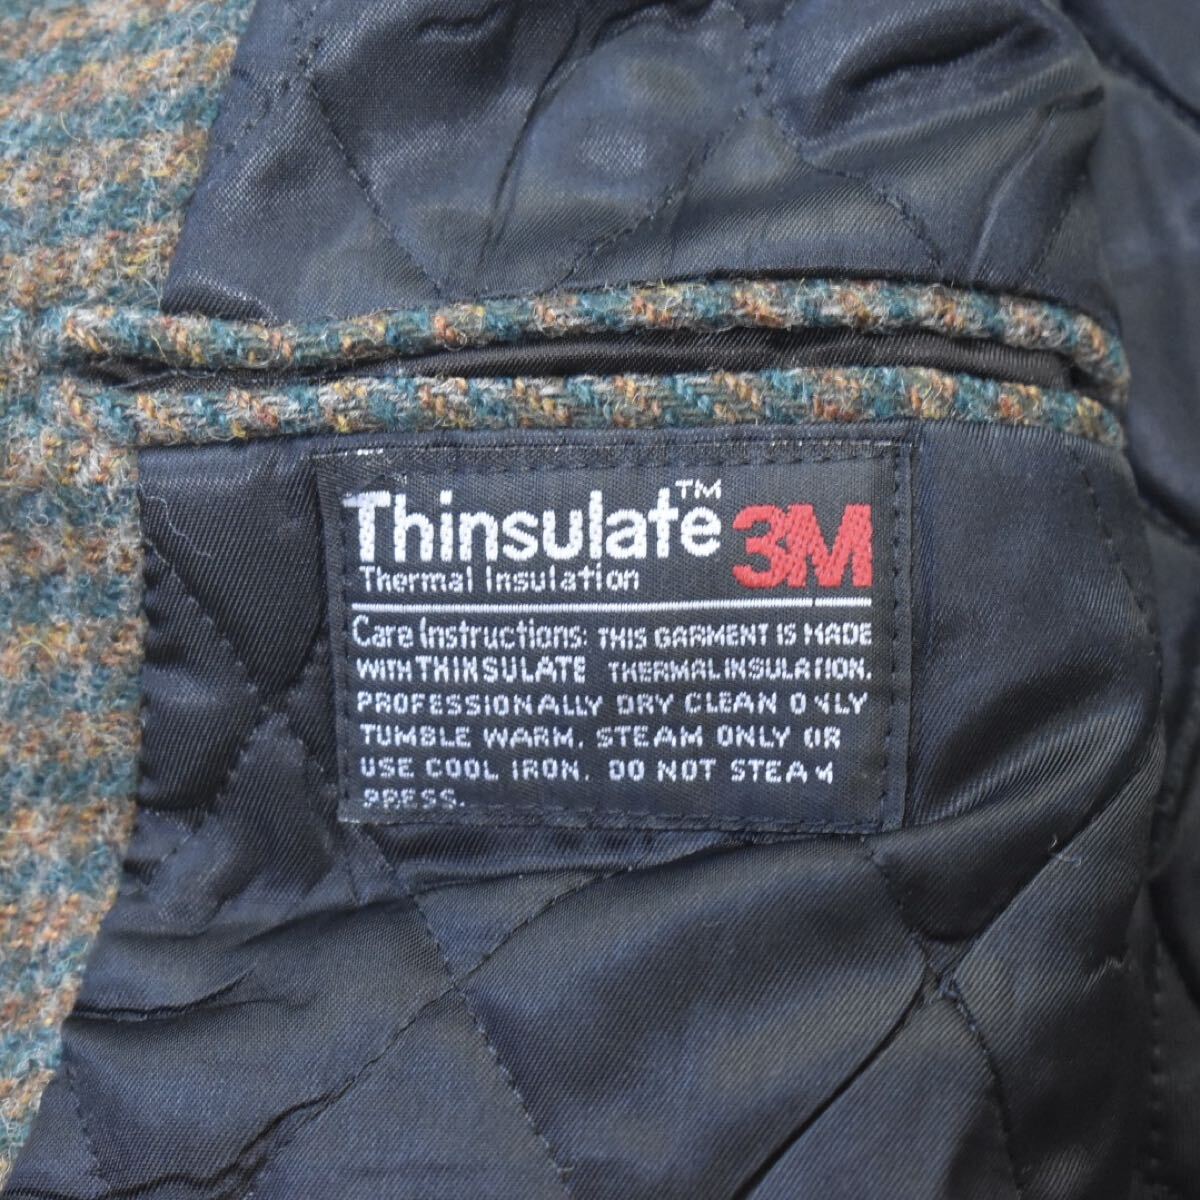 Thinsulate™ 3M
Thermal Insulation
Care Instructions: THIS GARMENT IS MADE
WITH THINSULATE THERMAL INSULATION.
PROFESSIONALLY DRY CLEAN ONLY
TUMBLE WARM. STEAM ONLY OR
USE COOL IRON. DO NOT STEAM
PRESS.